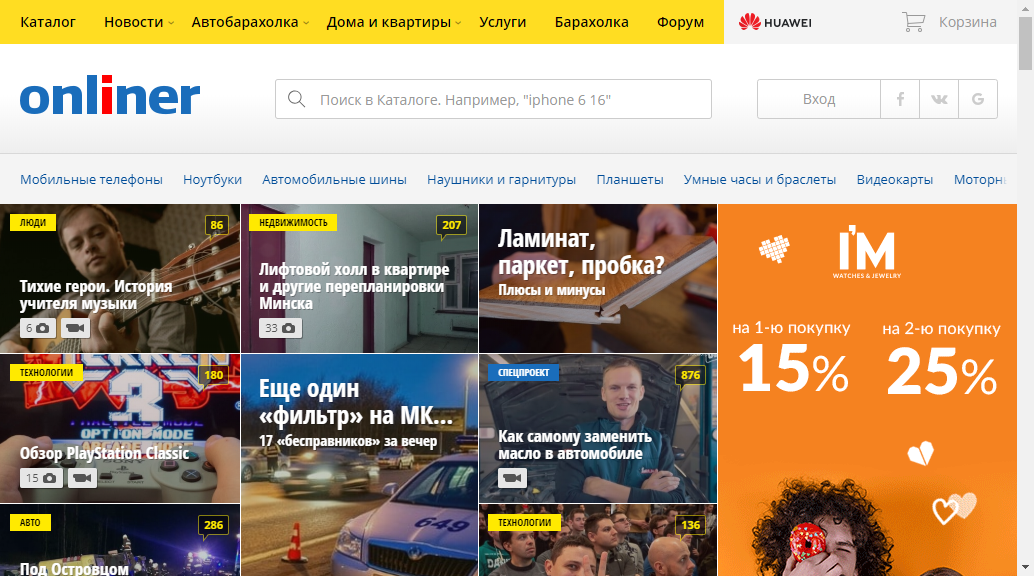 Каталог Новости Автобарахолка Дома и квартиры Услуги Барахолка Форум HUAWEI Корзина
onliner
Поиск в Каталоге. Например, "iphone 6 16"
Вход
Мобильные телефоны Ноутбуки Автомобильные шины Наушники и гарнитуры Планшеты Умные часы и браслеты Видеокарты Моторн
ЛЮДИ
86
Тихие герои. История
учителя музыки
6
НЕДВИЖИМОСТЬ
207
Лифтовой холл в квартире
и другие перепланировки
Минска
33
Ламинат,
паркет, пробка?
Плюсы и минусы
I'M
WATCHES & JEWELRY
на 1-ю покупку
15%
на 2-ю покупку
25%
ТЕХНОЛОГИИ
180
3
OPTION MODE
Обзор PlayStation Classic
15
Еще один
«фильтр» на МК...
17 «бесправников» за вечер
649
СПЕЦПРОЕКТ
876
Как самому заменить
масло в автомобиле
АВТО
286
Под Островцом
ТЕХНОЛОГИИ
136